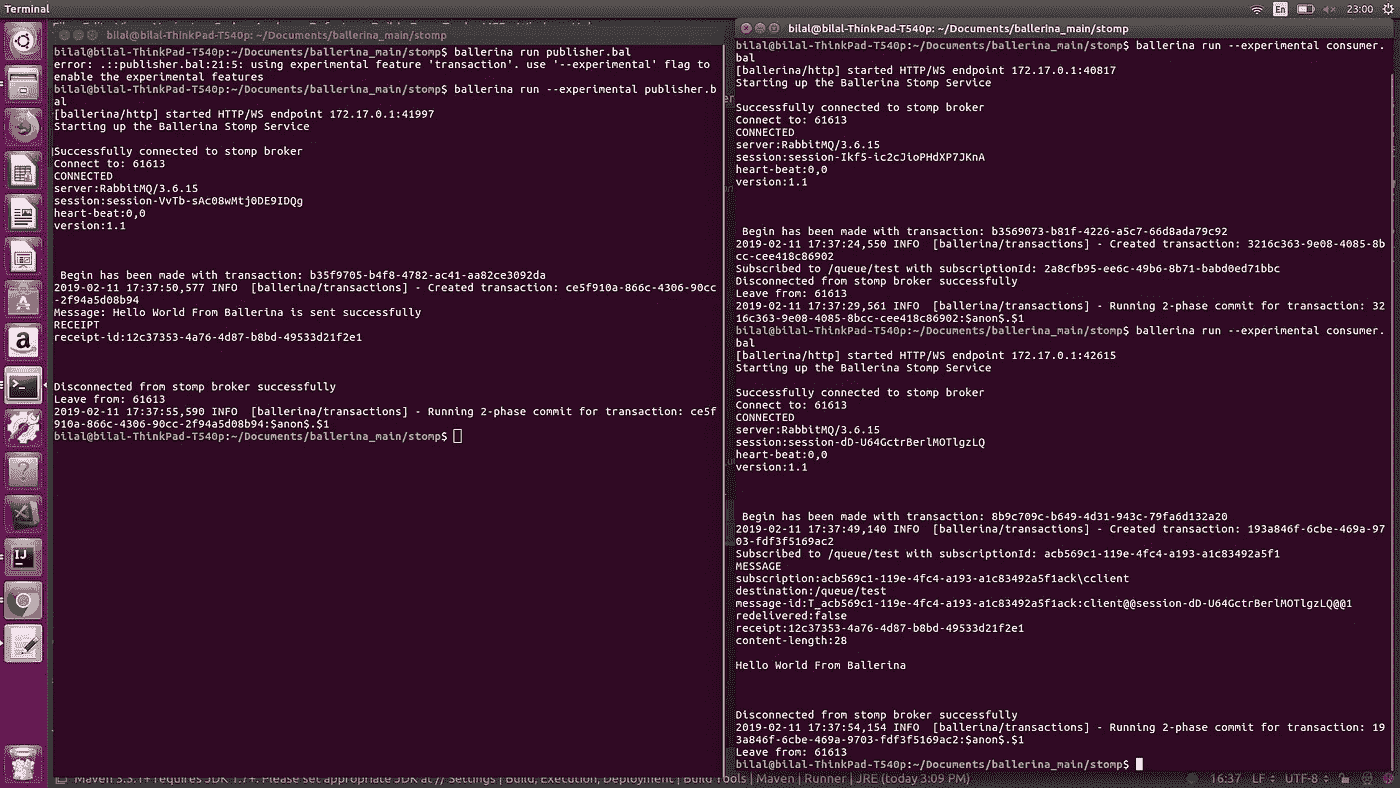 Terminal
En
23:00
bilal@bilal-ThinkPad-T540p: ~/Documents/ballerina_main/stomp
bilal@bilal-ThinkPad-T540p:~/Documents/ballerina_main/stomp$ ballerina run publisher.bal
error: .::publisher.bal:21:5: using experimental feature 'transaction'. use '--experimental' flag to
enable the experimental features
bilal@bilal-ThinkPad-T540p:~/Documents/ballerina_main/stomp$ ballerina run --experimental publisher.b
al
[ballerina/http] started HTTP/WS endpoint 172.17.0.1:41997
Starting up the Ballerina Stomp Service
Successfully connected to stomp broker
Connect to: 61613
CONNECTED
server:RabbitMQ/3.6.15
session:session-VvTb-sAc08wMtj0DE9IDQg
heart-beat:0,0
version:1.1
Begin has been made with transaction: b35f9705-b4f8-4782-ac41-aa82ce3092da
2019-02-11 17:37:50,577 INFO  [ballerina/transactions] - Created transaction: ce5f910a-866c-4306-90cc
-2f94a5d08b94
Message: Hello World From Ballerina is sent successfully
RECEIPT
receipt-id:12c37353-4a76-4d87-b8bd-49533d21f2e1
Disconnected from stomp broker successfully
Leave from: 61613
2019-02-11 17:37:55,590 INFO  [ballerina/transactions] - Running 2-phase commit for transaction: ce5f
910a-866c-4306-90cc-2f94a5d08b94:$anon$.$1
bilal@bilal-ThinkPad-T540p:~/Documents/ballerina_main/stomp$
bilal@bilal-ThinkPad-T540p: ~/Documents/ballerina_main/stomp
bilal@bilal-ThinkPad-T540p:~/Documents/ballerina_main/stomp$ ballerina run --experimental consumer.
bal
[ballerina/http] started HTTP/WS endpoint 172.17.0.1:40817
Starting up the Ballerina Stomp Service
Successfully connected to stomp broker
Connect to: 61613
CONNECTED
server:RabbitMQ/3.6.15
session:session-Ikf5-ic2cJioPHdXP7JKnA
heart-beat:0,0
version:1.1
Begin has been made with transaction: b3569073-b81f-4226-a5c7-66d8ada79c92
2019-02-11 17:37:24,550 INFO  [ballerina/transactions] - Created transaction: 3216c363-9e08-4085-8b
cc-cee418c86902
Subscribed to /queue/test with subscriptionId: 2a8cfb95-ee6c-49b6-8b71-babd0ed71bbc
Disconnected from stomp broker successfully
Leave from: 61613
2019-02-11 17:37:29,561 INFO  [ballerina/transactions] - Running 2-phase commit for transaction: 32
16c363-9e08-4085-8bcc-cee418c86902:$anon$.$1
bilal@bilal-ThinkPad-T540p:~/Documents/ballerina_main/stomp$ ballerina run --experimental consumer.
bal
[ballerina/http] started HTTP/WS endpoint 172.17.0.1:42615
Starting up the Ballerina Stomp Service
Successfully connected to stomp broker
Connect to: 61613
CONNECTED
server:RabbitMQ/3.6.15
session:session-dD-U64GctrBerlMOTlgzLQ
heart-beat:0,0
version:1.1
Begin has been made with transaction: 8b9c709c-b649-4d31-943c-79fa6d132a20
2019-02-11 17:37:49,140 INFO  [ballerina/transactions] - Created transaction: 193a846f-6cbe-469a-97
03-fdf3f5169ac2
Subscribed to /queue/test with subscriptionId: acb569c1-119e-4fc4-a193-a1c83492a5f1
MESSAGE
subscription:acb569c1-119e-4fc4-a193-a1c83492a5f1ack\cclient
destination:/queue/test
message-id:T_acb569c1-119e-4fc4-a193-a1c83492a5f1ack:client@@session-dD-U64GctrBerlMOTlgzLQ@@1
redelivered:false
receipt:12c37353-4a76-4d87-b8bd-49533d21f2e1
content-length:28
Hello World From Ballerina
Disconnected from stomp broker successfully
2019-02-11 17:37:54,154 INFO  [ballerina/transactions] - Running 2-phase commit for transaction: 19
3a846f-6cbe-469a-9703-fdf3f5169ac2:$anon$.$1
Leave from: 61613
bilal@bilal-ThinkPad-T540p:~/Documents/ballerina_main/stomp$
Maven 3.3.1+ requires JDK 1.7+. Please set appropriate JDK at // Settings | Build, Execution, Deployment | Build Tools | Maven | Runner | JRE (today 3:09 PM)
16:37 LF UTF-8